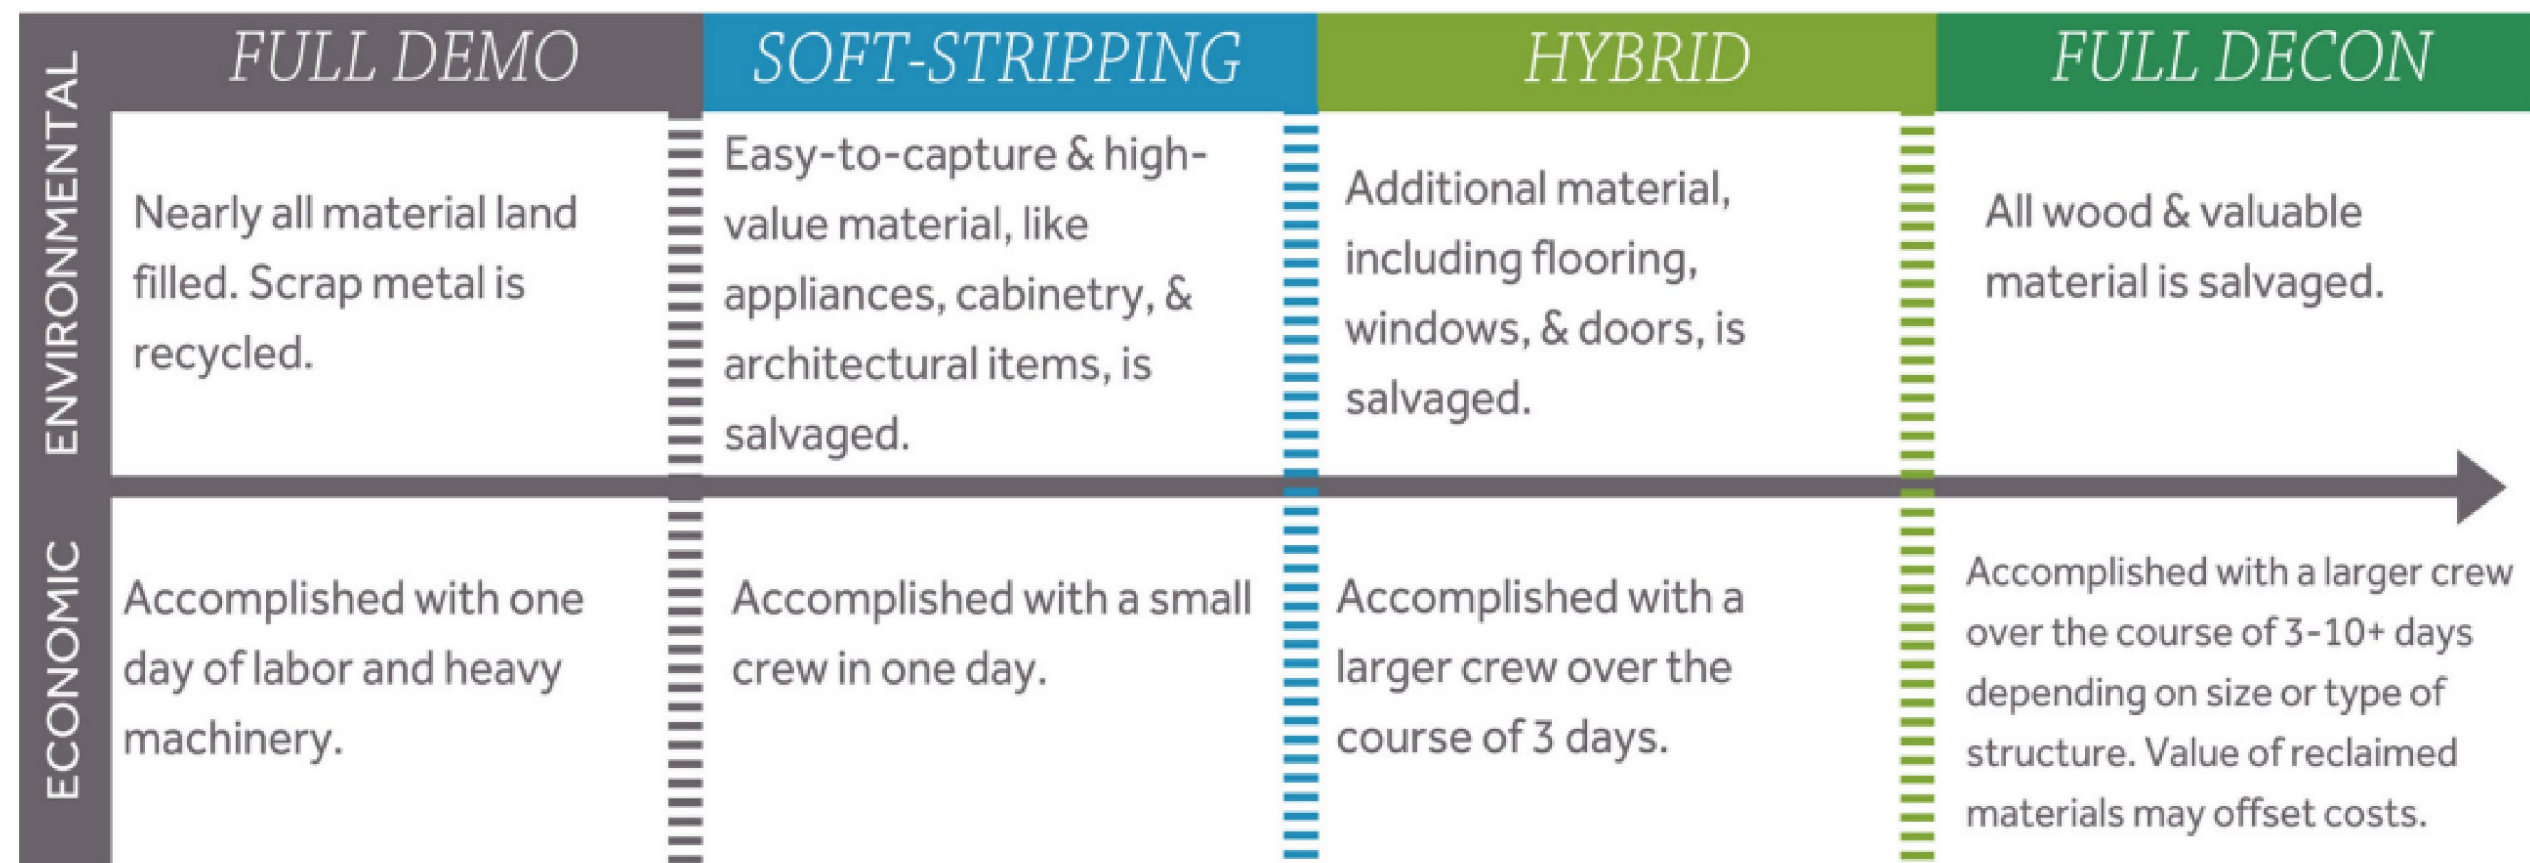 FULL DEMO
SOFT-STRIPPING
HYBRID
FULL DECON
ENVIRONMENTAL
Nearly all material land
filled. Scrap metal is
recycled.
Easy-to-capture & high-
value material, like
appliances, cabinetry, &
architectural items, is
salvaged.
Additional material,
including flooring,
windows, & doors, is
salvaged.
All wood & valuable
material is salvaged.
ECONOMIC
Accomplished with one
day of labor and heavy
machinery.
Accomplished with a small
crew in one day.
Accomplished with a
larger crew over the
course of 3 days.
Accomplished with a larger crew
over the course of 3-10+ days
depending on size or type of
structure. Value of reclaimed
materials may offset costs.